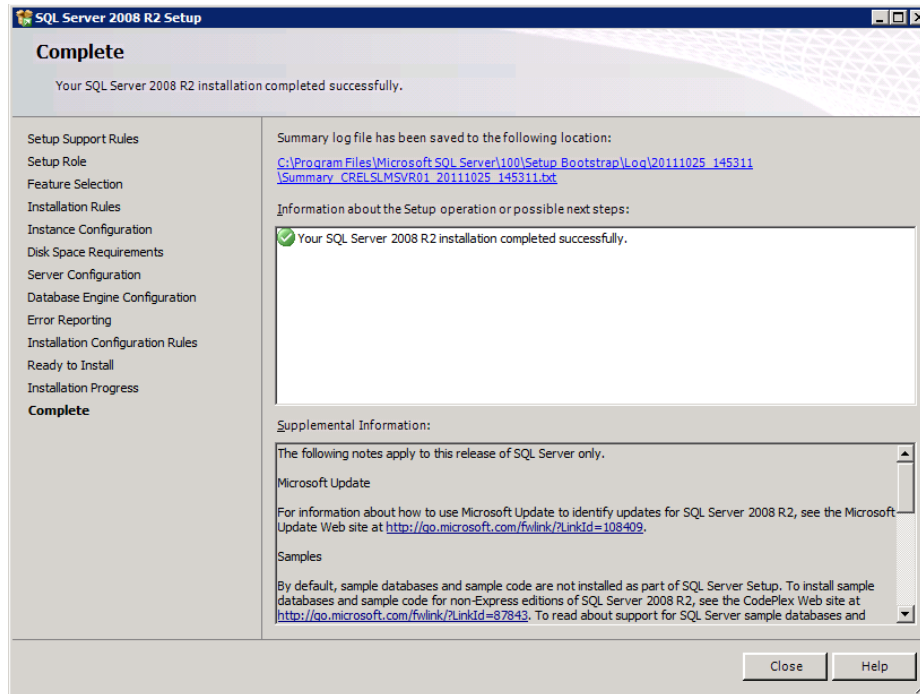 SQL Server 2008 R2 Setup
Complete
Your SQL Server 2008 R2 installation completed successfully.
Setup Support Rules
Setup Role
Feature Selection
Installation Rules
Instance Configuration
Disk Space Requirements
Server Configuration
Database Engine Configuration
Error Reporting
Installation Configuration Rules
Ready to Install
Installation Progress
Complete
Summary log file has been saved to the following location:
C:\Program Files\Microsoft SQL Server\100\Setup Bootstrap\Log\20111025_145311
\Summary_CRELSLMSVR01_20111025_145311.txt
Information about the Setup operation or possible next steps:
Your SQL Server 2008 R2 installation completed successfully.
Supplemental Information:
The following notes apply to this release of SQL Server only.
Microsoft Update
For information about how to use Microsoft Update to identify updates for SQL Server 2008 R2, see the Microsoft
Update Web site at http://go.microsoft.com/fwlink/?LinkId=108409.
Samples
By default, sample databases and sample code are not installed as part of SQL Server Setup. To install sample
databases and sample code for non-Express editions of SQL Server 2008 R2, see the CodePlex Web site at
http://go.microsoft.com/fwlink/?LinkId=87843. To read about support for SQL Server sample databases and
Close
Help